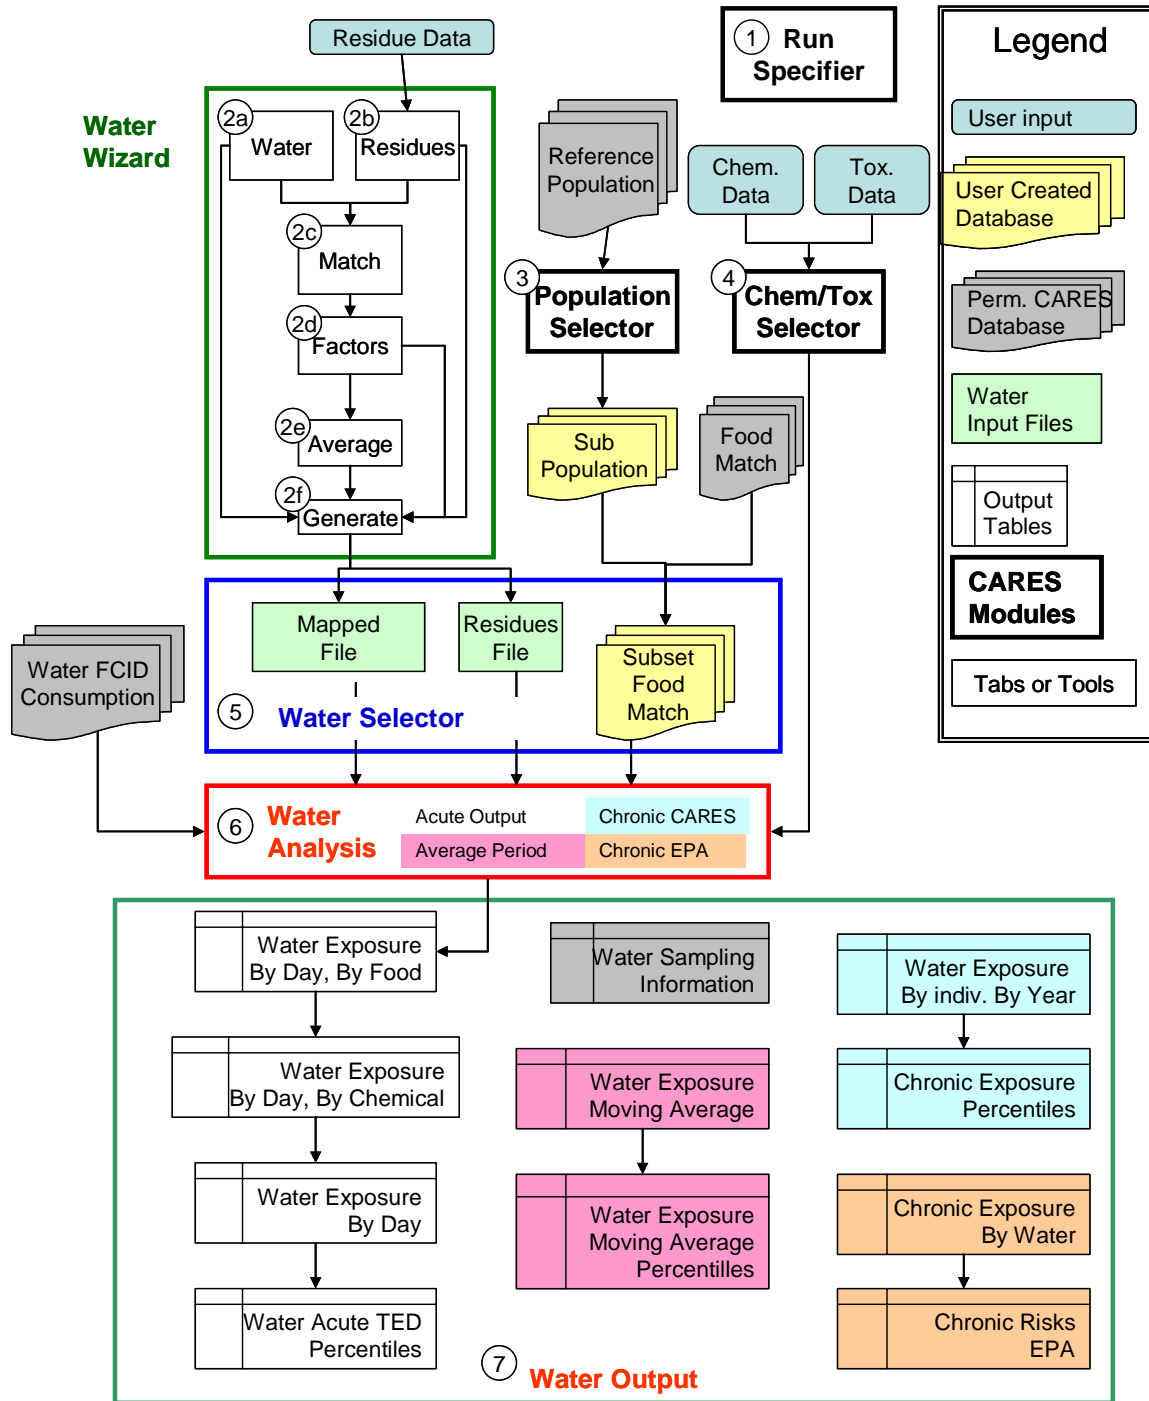 Residue Data
1 Run
Specifier
Legend
User input
User Created
Database
Perm. CARES
Database
Water
Input Files
Output
Tables
CARES
Modules
Tabs or Tools
Water
Wizard
2a
Water
2b
Residues
2c
Match
2d
Factors
2e
Average
2f
Generate
Reference
Population
Chem.
Data
Tox.
Data
3
Population
Selector
4
Chem/Tox
Selector
Sub
Population
Food
Match
Mapped
File
Residues
File
Subset
Food
Match
5 Water Selector
Water FCID
Consumption
6 Water
Analysis
Acute Output
Chronic CARES
Average Period
Chronic EPA
Water Exposure
By Day, By Food
Water Exposure
By Day, By Chemical
Water Exposure
By Day
Water Acute TED
Percentiles
Water Sampling
Information
Water Exposure
Moving Average
Water Exposure
Moving Average
Percentilles
Water Exposure
By indiv. By Year
Chronic Exposure
Percentiles
Chronic Exposure
By Water
Chronic Risks
EPA
7 Water Output